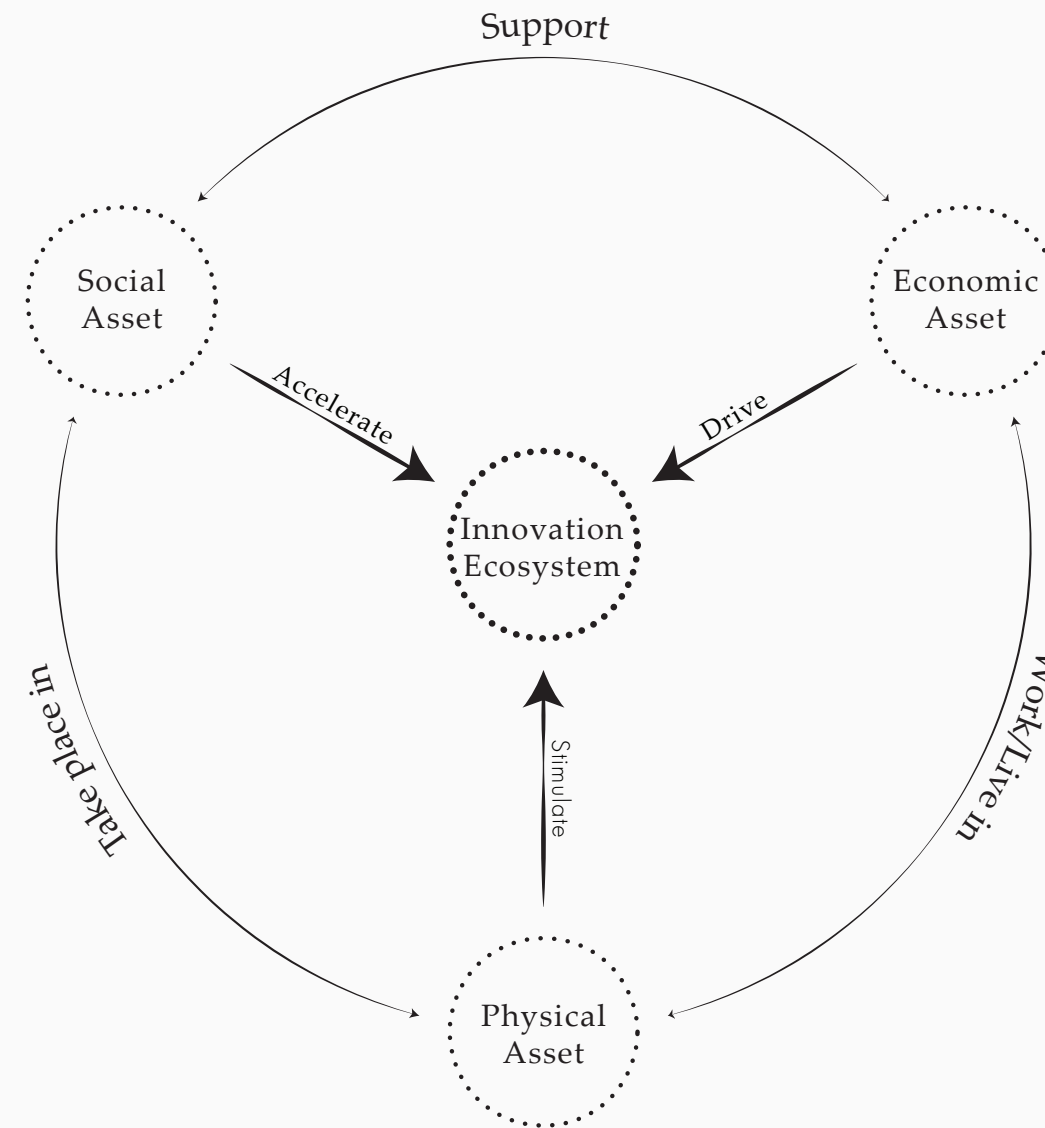 Support
Social
Asset
Economic
Asset
Accelerate
Drive
Innovation
Ecosystem
Take place in
Stimulate
Work/Live in
Physical
Asset